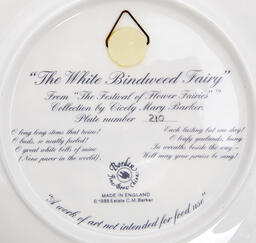 "The White Bindweed Fairy"
From "The Festival of Flower Fairies"™
Collection by Cicely Mary Barker.
Plate number 210
O long long stems that twine!
O buds, so neatly furled!
O great white bells of mine
(None purer in the world),
Each lasting but one day!
O leafy garlands, hung
In wreaths beside the way—
Well may your praise be sung!
MADE IN ENGLAND
© 1988 Estate C.M. Barker
"A work of art not intended for food use"